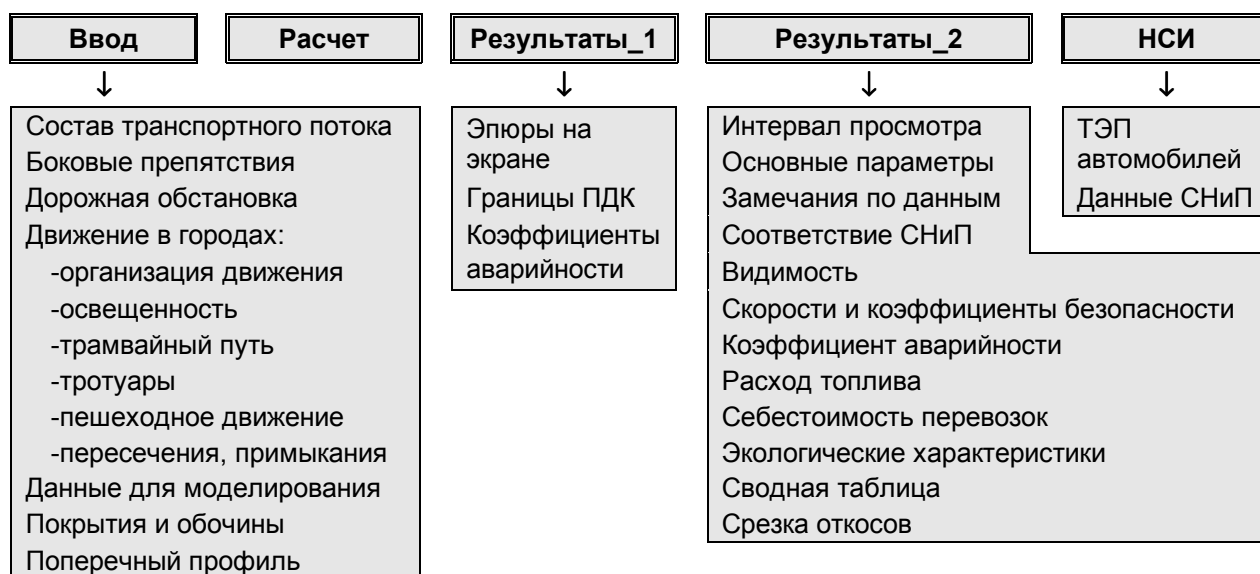 Ввод
Расчет
Результаты_1
Результаты_2
НСИ
↓
↓
↓
↓
Состав транспортного потока
Боковые препятствия
Дорожная обстановка
Движение в городах:
-организация движения
-освещенность
-трамвайный путь
-тротуары
-пешеходное движение
-пересечения, примыкания
Данные для моделирования
Покрытия и обочины
Поперечный профиль
Эпюры на
экране
Границы ПДК
Коэффициенты
аварийности
Интервал просмотра
Основные параметры
Замечания по данным
Соответствие СНиП
Видимость
Скорости и коэффициенты безопасности
Коэффициент аварийности
Расход топлива
Себестоимость перевозок
Экологические характеристики
Сводная таблица
Срезка откосов
ТЭП
автомобилей
Данные СНиП